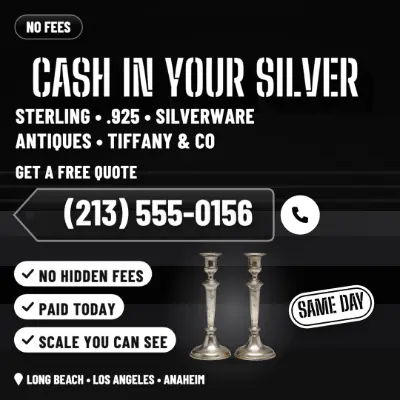 NO FEES
CASH IN YOUR SILVER
STERLING • .925 • SILVERWARE
ANTIQUES • TIFFANY & CO
GET A FREE QUOTE
(213) 555-0156
NO HIDDEN FEES
PAID TODAY
SCALE YOU CAN SEE
SAME DAY
LONG BEACH • LOS ANGELES • ANAHEIM